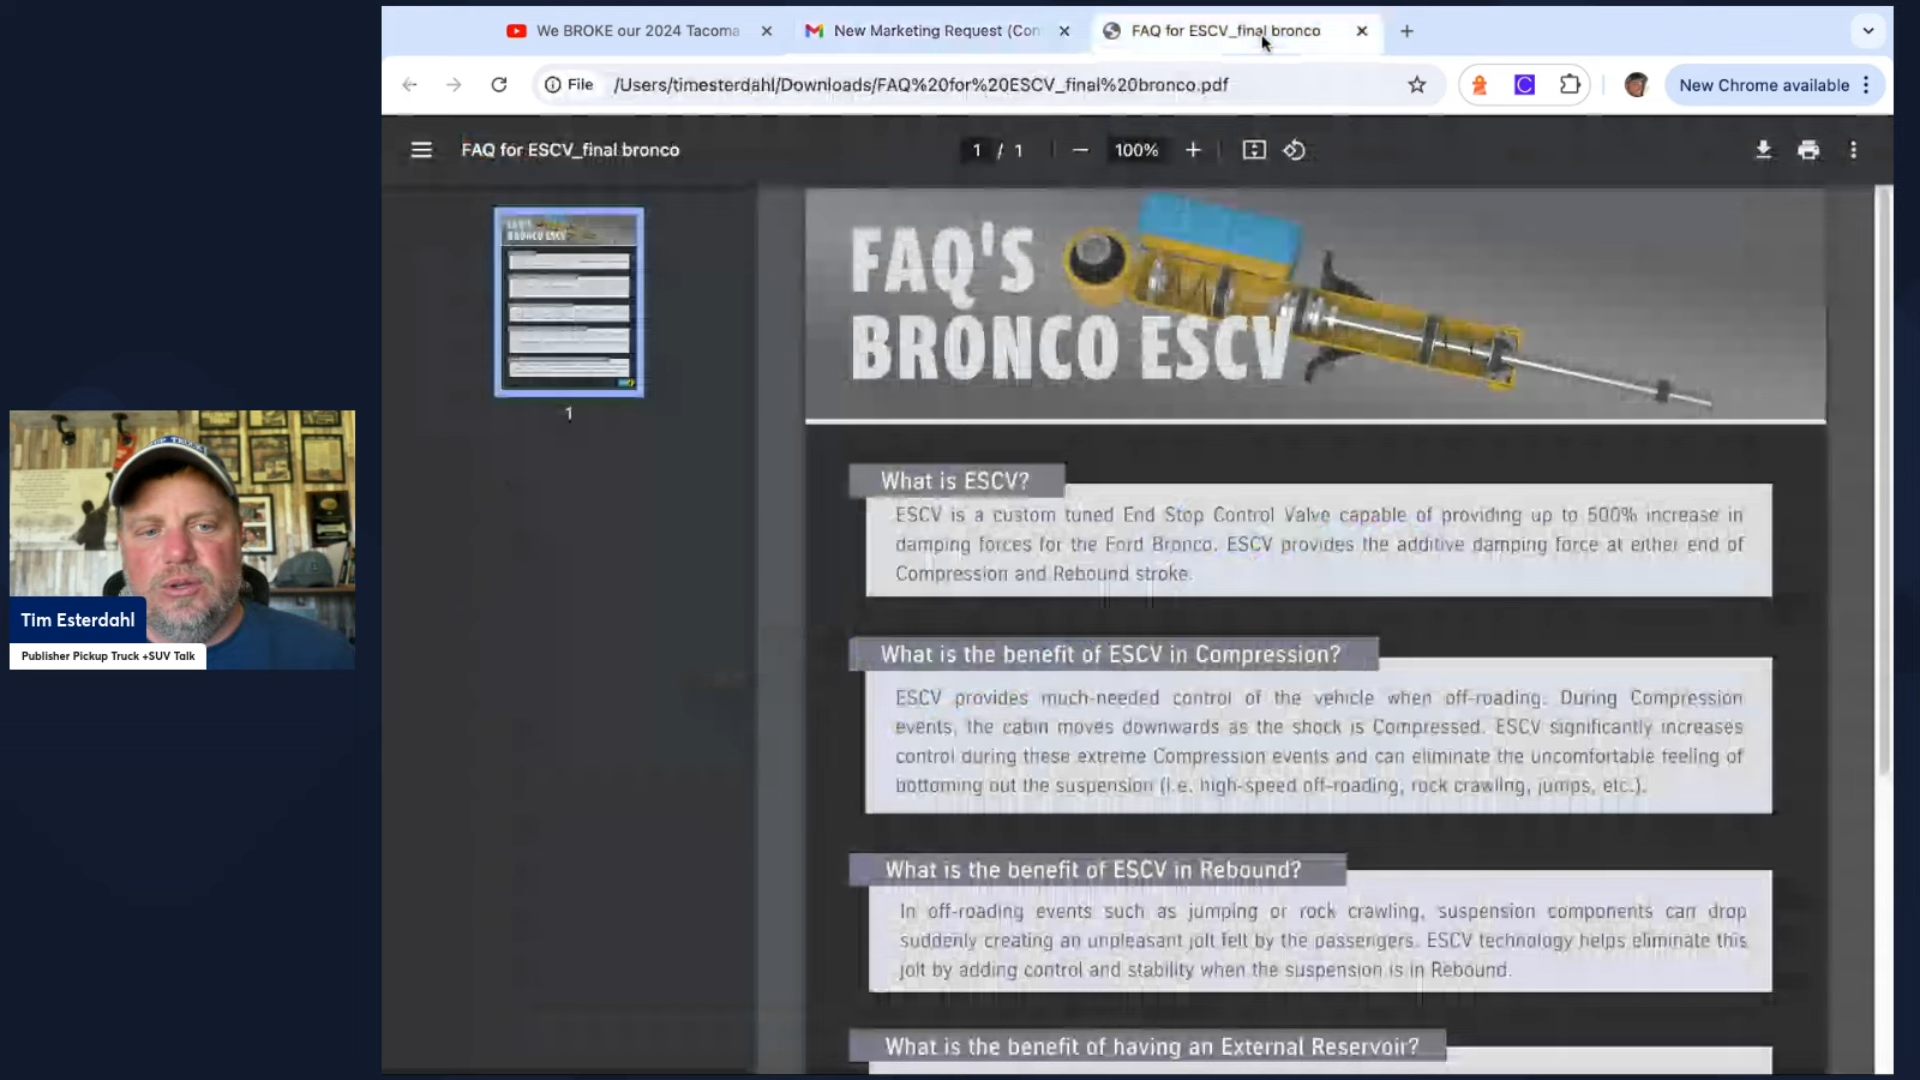 We BROKE our 2024 Tacoma
New Marketing Request (Con
FAQ for ESCV_final bronco
File
/Users/timesterdahl/Downloads/FAQ%20for%20ESCV_final%20bronco.pdf
New Chrome available
FAQ for ESCV_final bronco
1 / 1
100%
FAQ'S
BRONCO ESCV
1
FAQ'S
BRONCO ESCV
What is ESCV?
ESCV is a custom tuned End Stop Control Valve capable of providing up to 500% increase in
damping forces for the Ford Bronco. ESCV provides the additive damping force at either end of
Compression and Rebound stroke.
What is the benefit of ESCV in Compression?
ESCV provides much-needed control of the vehicle when off-roading. During Compression
events, the cabin moves downwards as the shock is Compressed. ESCV significantly increases
control during these extreme Compression events and can eliminate the uncomfortable feeling of
bottoming out the suspension (i.e. high-speed off-roading, rock crawling, jumps, etc.).
What is the benefit of ESCV in Rebound?
In off-roading events such as jumping or rock crawling, suspension components can drop
suddenly creating an unpleasant jolt felt by the passengers. ESCV technology helps eliminate this
jolt by adding control and stability when the suspension is in Rebound.
What is the benefit of having an External Reservoir?
Tim Esterdahl
Publisher Pickup Truck +SUV Talk